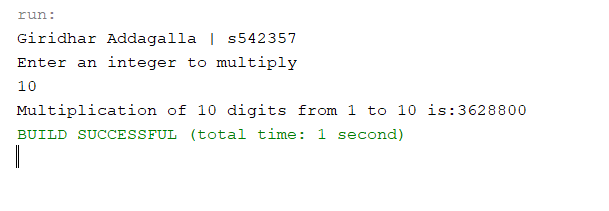 run:
Giridhar Addagalla | s542357
Enter an integer to multiply
10
Multiplication of 10 digits from 1 to 10 is:3628800
BUILD SUCCESSFUL (total time: 1 second)